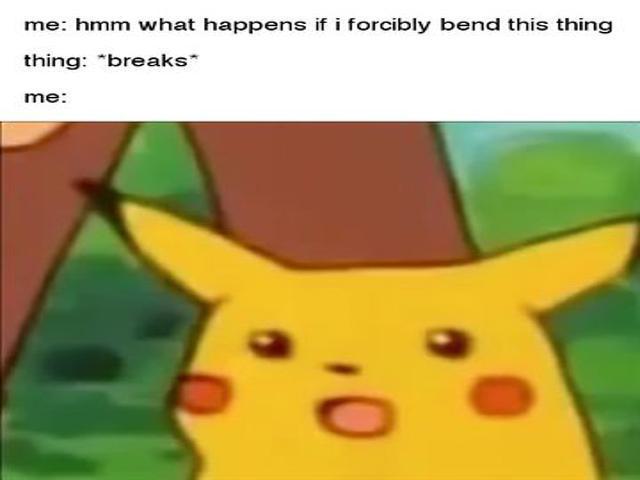 me: hmm what happens if i forcibly bend this thing
thing: *breaks*
me: